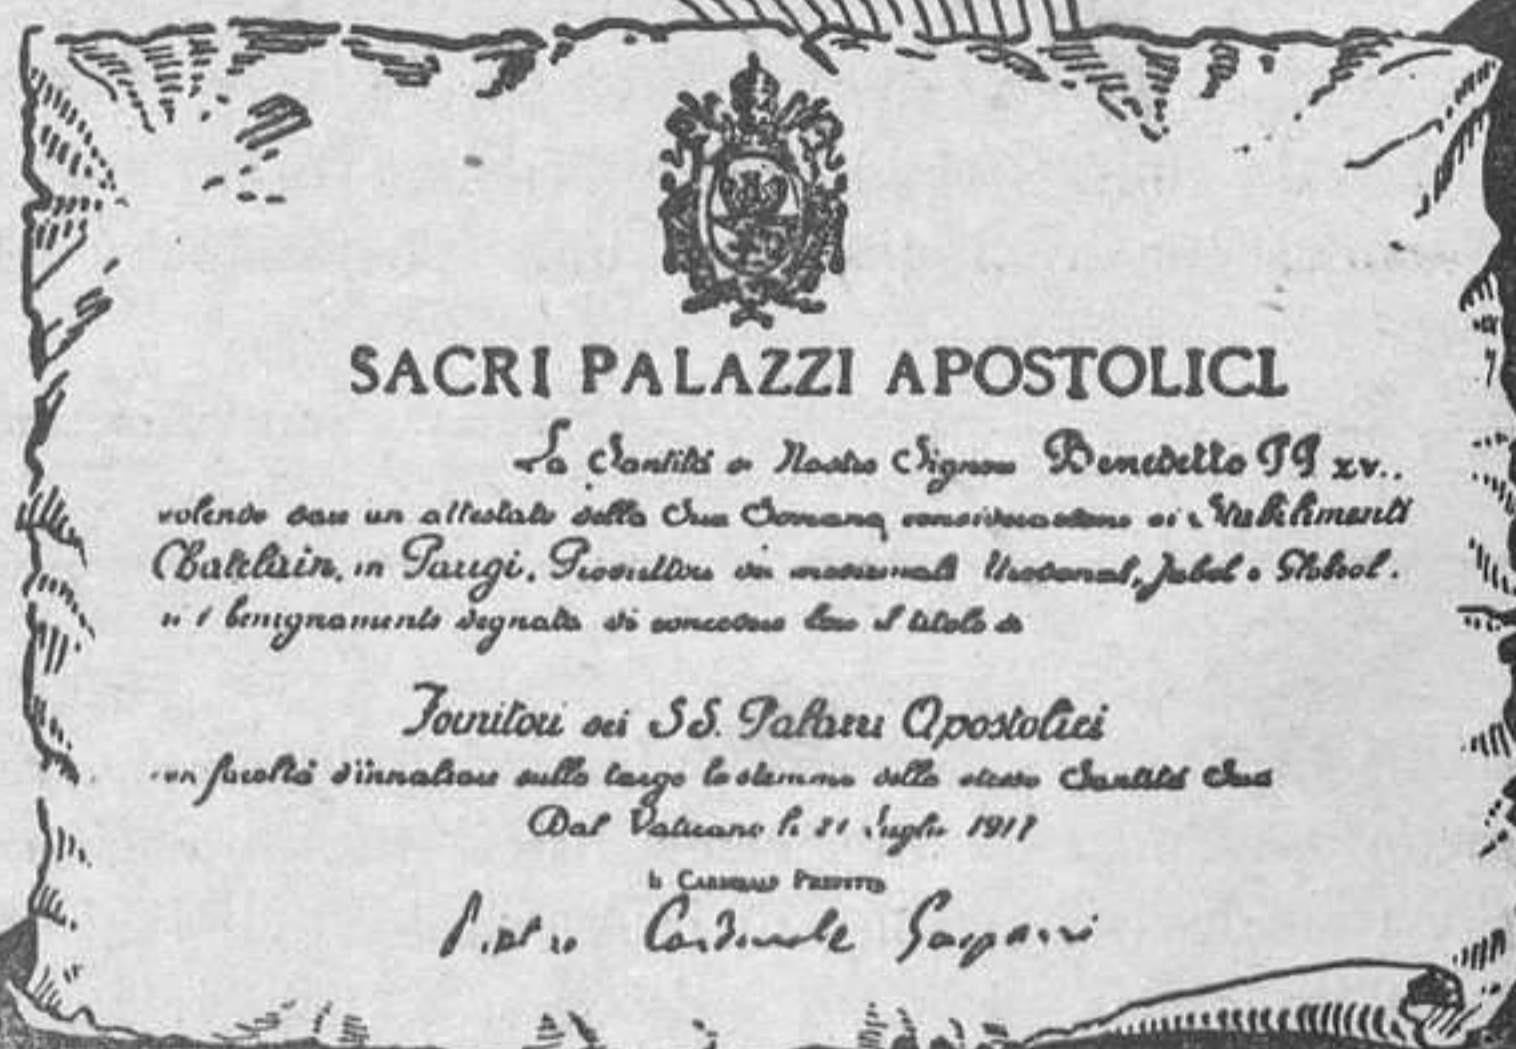 SACRI PALAZZI APOSTOLICI
La Santità di Nostro Signore Benedetto PP XV..
volendo dare un attestato della Sua Sovrana considerazione ai Stabilimenti
Chatelain, in Parigi, Produttori dei medicinali Urodonal, Jubol e Globéol.
si è benignamente degnata di concedere loro il titolo di
Fornitori dei SS. Palazzi Apostolici
con facoltà d'innalzare sulla targa lo stemma della stessa Santità Sua
Dal Vaticano li 21 Luglio 1917
Il Cardinale Prefetto
Pietro Cardinale Gasparri